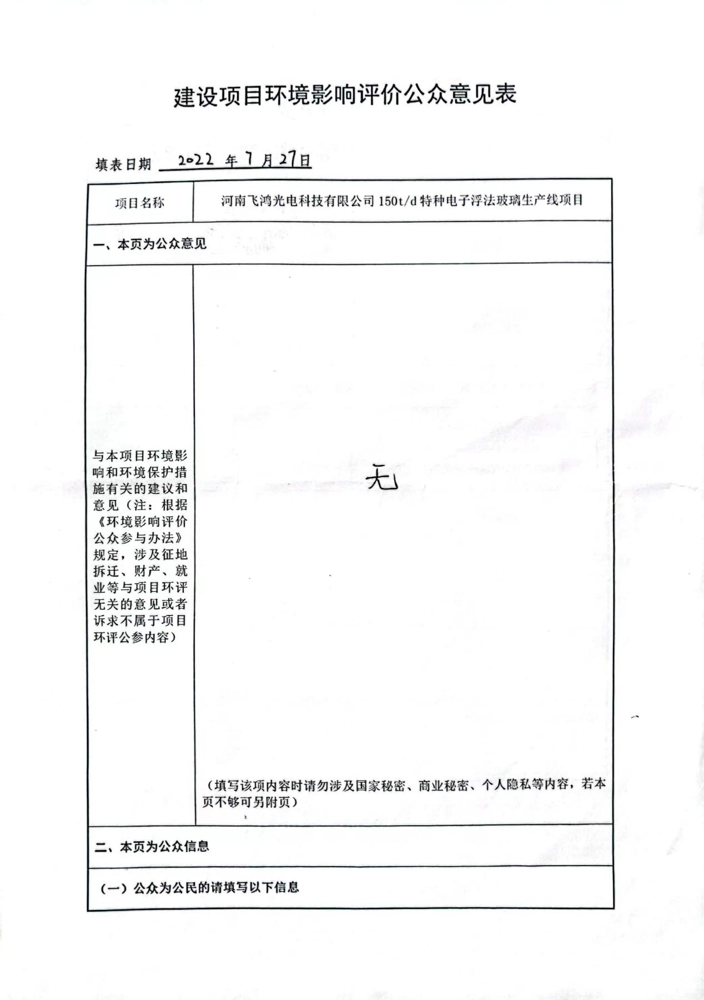 建设项目环境影响评价公众意见表
填表日期 2022 年 7 月 27 日
项目名称
河南飞鸿光电科技有限公司 150t/d 特种电子浮法玻璃生产线项目
一、本页为公众意见
与本项目环境影
响和环境保护措
施有关的建议和
意见（注：根据
《环境影响评价
公众参与办法》
规定，涉及征地
拆迁、财产、就
业等与项目环评
无关的意见或者
诉求不属于项目
环评公参内容）
无
（填写该项内容时请勿涉及国家秘密、商业秘密、个人隐私等内容，若本
页不够可另附页）
二、本页为公众信息
（一）公众为公民的请填写以下信息